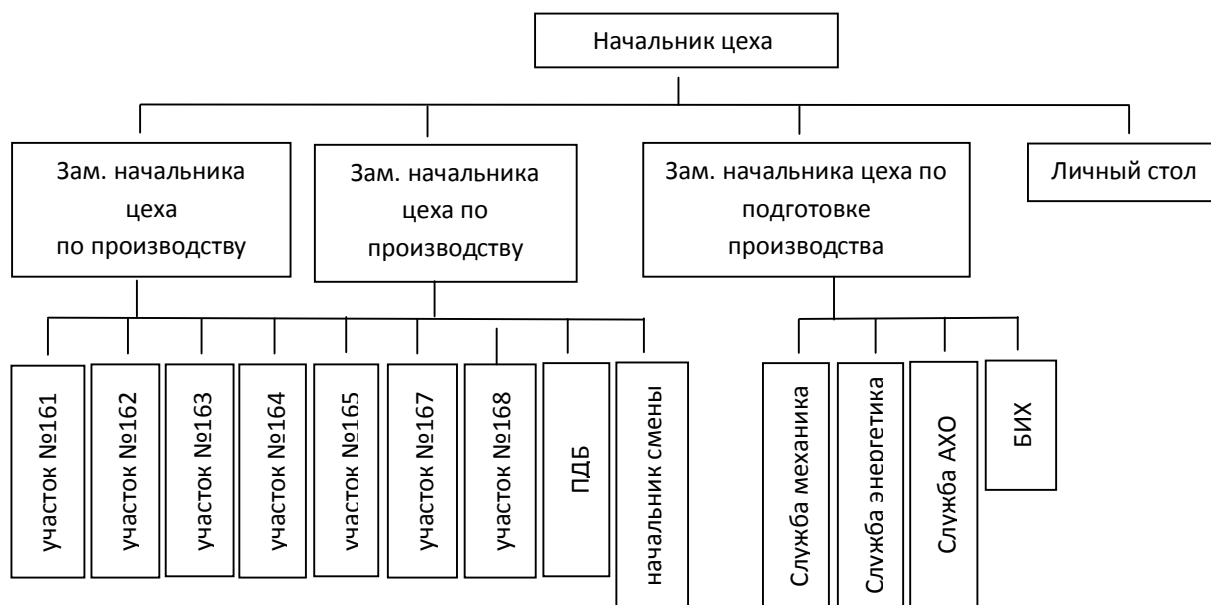 Начальник цеха
Зам. начальника
цеха
по производству
Зам. начальника
цеха по
производству
Зам. начальника цеха по
подготовке
производства
Личный стол
участок №161
участок №162
участок №163
участок №164
участок №165
участок №167
участок №168
ПДБ
начальник смены
Служба механика
Служба энергетика
Служба АХО
БИХ